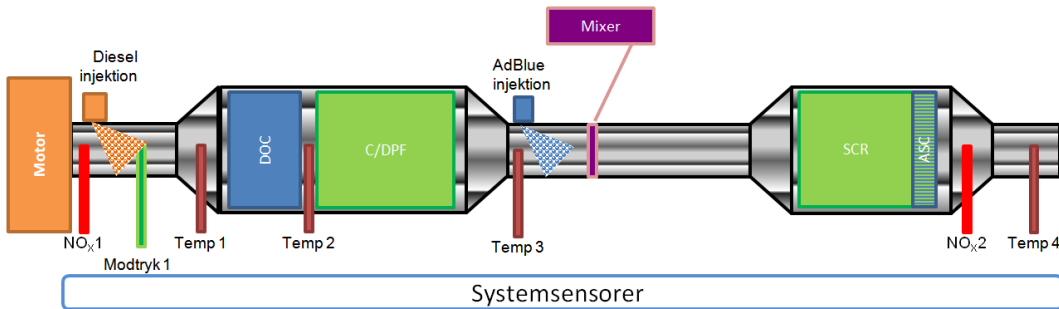 Mixer
Diesel
injektion
AdBlue
injektion
Motor
DOC
C/DPF
SCR
ASC
NOX1
Modtryk 1
Temp 1
Temp 2
Temp 3
NOX2
Temp 4
Systemsensorer